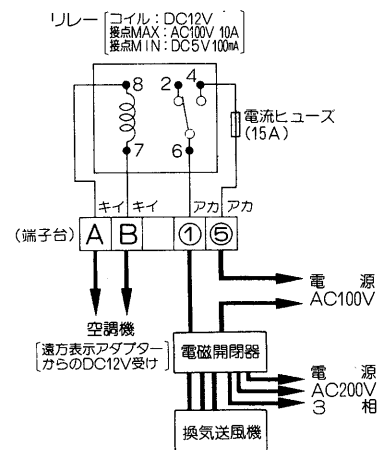 リレー
コイル:DC12V
接点MAX:AC100V 10A
接点MIN:DC5V100mA
8
2
4
7
6
電流ヒューズ
(15A)
キイ キイ アカ アカ
(端子台)
A B ① ⑤
電源
AC100V
空調機
遠方表示アダプター
からのDC12V受け
電磁開閉器
電源
AC200V
3相
換気送風機